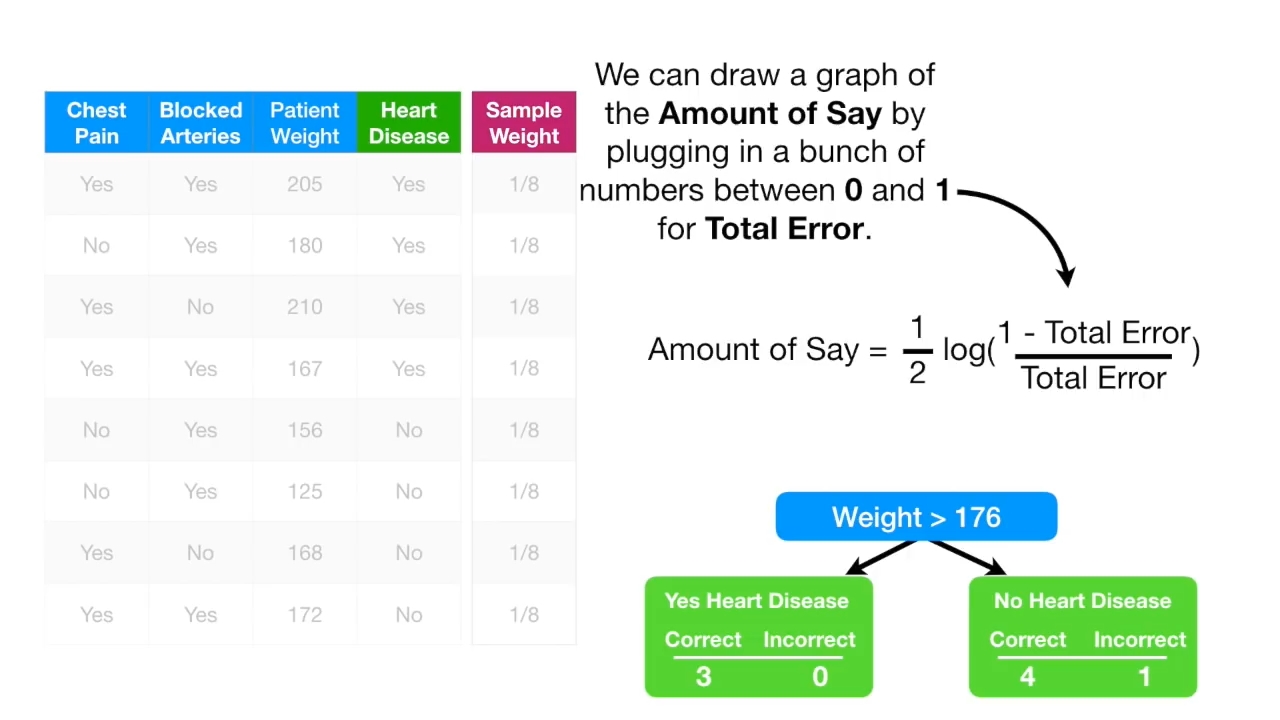 We can draw a graph of
the Amount of Say by
plugging in a bunch of
numbers between 0 and 1
for Total Error.
Chest Pain Blocked Arteries Patient Weight Heart Disease Sample Weight
Yes Yes 205 Yes 1/8
No Yes 180 Yes 1/8
Yes No 210 Yes 1/8
Yes Yes 167 Yes 1/8
No Yes 156 No 1/8
No Yes 125 No 1/8
Yes No 168 No 1/8
Yes Yes 172 No 1/8
Amount of Say = 1/2 log(1 - Total Error / Total Error)
Weight > 176
Yes Heart Disease
Correct Incorrect
3 0
No Heart Disease
Correct Incorrect
4 1